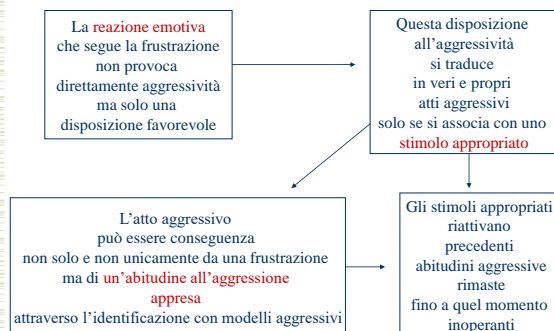 La reazione emotiva
che segue la frustrazione
non provoca
direttamente aggressività
ma solo una
disposizione favorevole
Questa disposizione
all'aggressività
si traduce
in veri e propri
atti aggressivi
solo se si associa con uno
stimolo appropriato
L'atto aggressivo
può essere conseguenza
non solo e non unicamente da una frustrazione
ma di un'abitudine all'aggressione
appresa
attraverso l'identificazione con modelli aggressivi
Gli stimoli appropriati
riattivano
precedenti
abitudini aggressive
rimaste
fino a quel momento
inoperanti